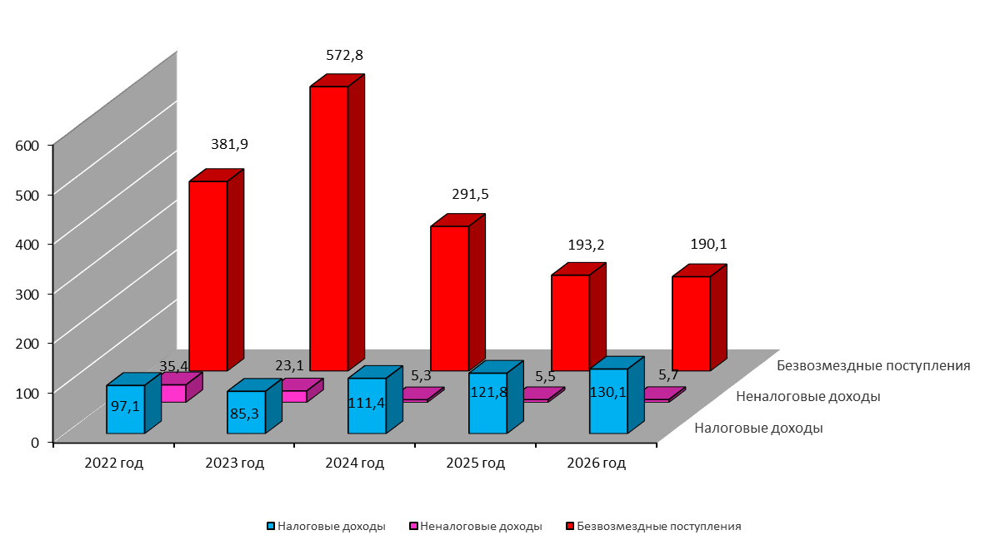 572,8
381,9
291,5
193,2
190,1
600
500
400
300
200
100
0
35,4
23,1
5,3
5,5
5,7
97,1
85,3
111,4
121,8
130,1
Безвозмездные поступления
Неналоговые доходы
Налоговые доходы
2022 год
2023 год
2024 год
2025 год
2026 год
Налоговые доходы
Неналоговые доходы
Безвозмездные поступления